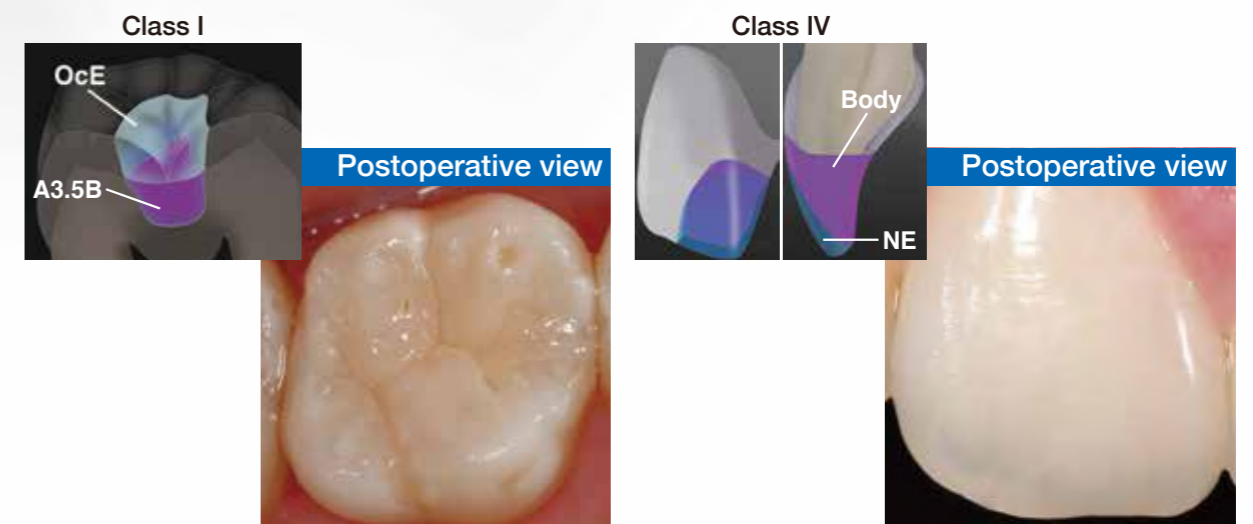 Class I
OcE
A3.5B
Postoperative view
Class IV
Body
NE
Postoperative view